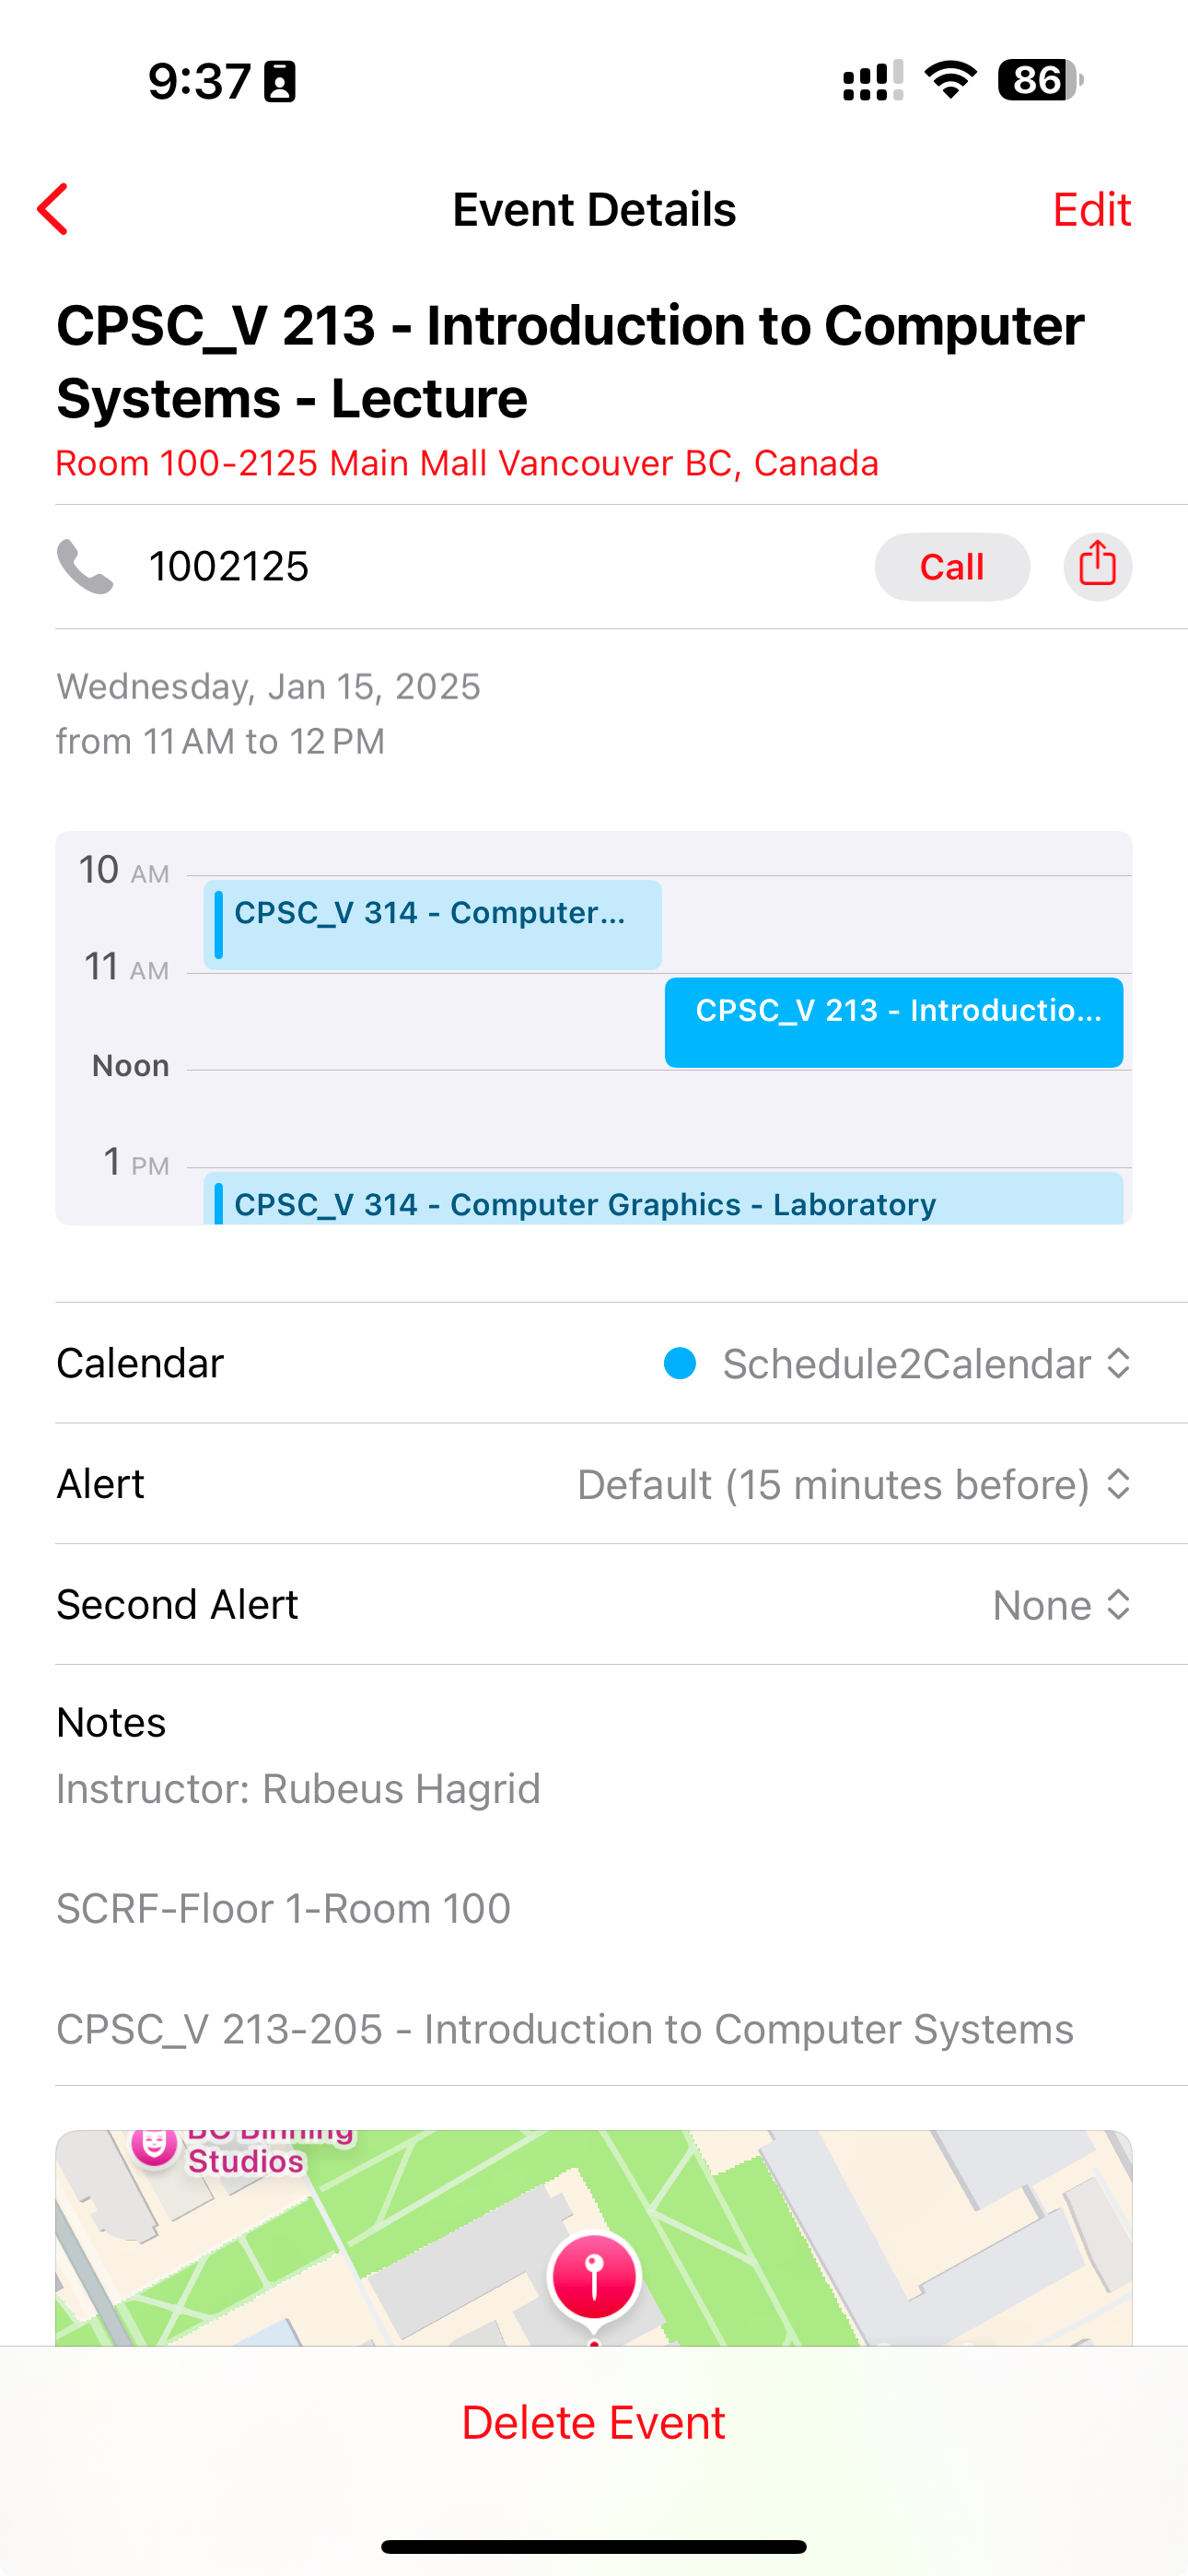 9:37
86
Event Details
Edit
CPSC_V 213 - Introduction to Computer
Systems - Lecture
Room 100-2125 Main Mall Vancouver BC, Canada
1002125
Call
Wednesday, Jan 15, 2025
from 11 AM to 12 PM
10 AM
CPSC_V 314 - Computer...
11 AM
CPSC_V 213 - Introductio...
Noon
1 PM
CPSC_V 314 - Computer Graphics - Laboratory
Calendar
Schedule2Calendar
Alert
Default (15 minutes before)
Second Alert
None
Notes
Instructor: Rubeus Hagrid
SCRF-Floor 1-Room 100
CPSC_V 213-205 - Introduction to Computer Systems
BC Binning
Studios
Delete Event